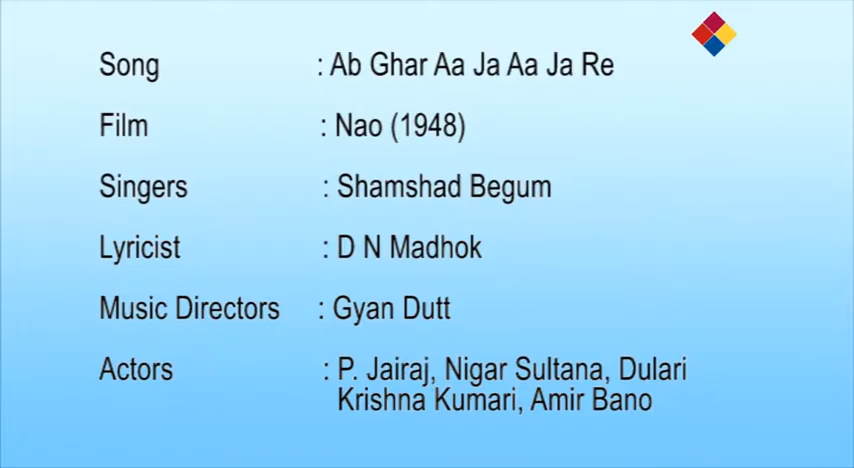 Song : Ab Ghar Aa Ja Aa Ja Re
Film : Nao (1948)
Singers : Shamshad Begum
Lyricist : D N Madhok
Music Directors : Gyan Dutt
Actors : P. Jairaj, Nigar Sultana, Dulari
Krishna Kumari, Amir Bano